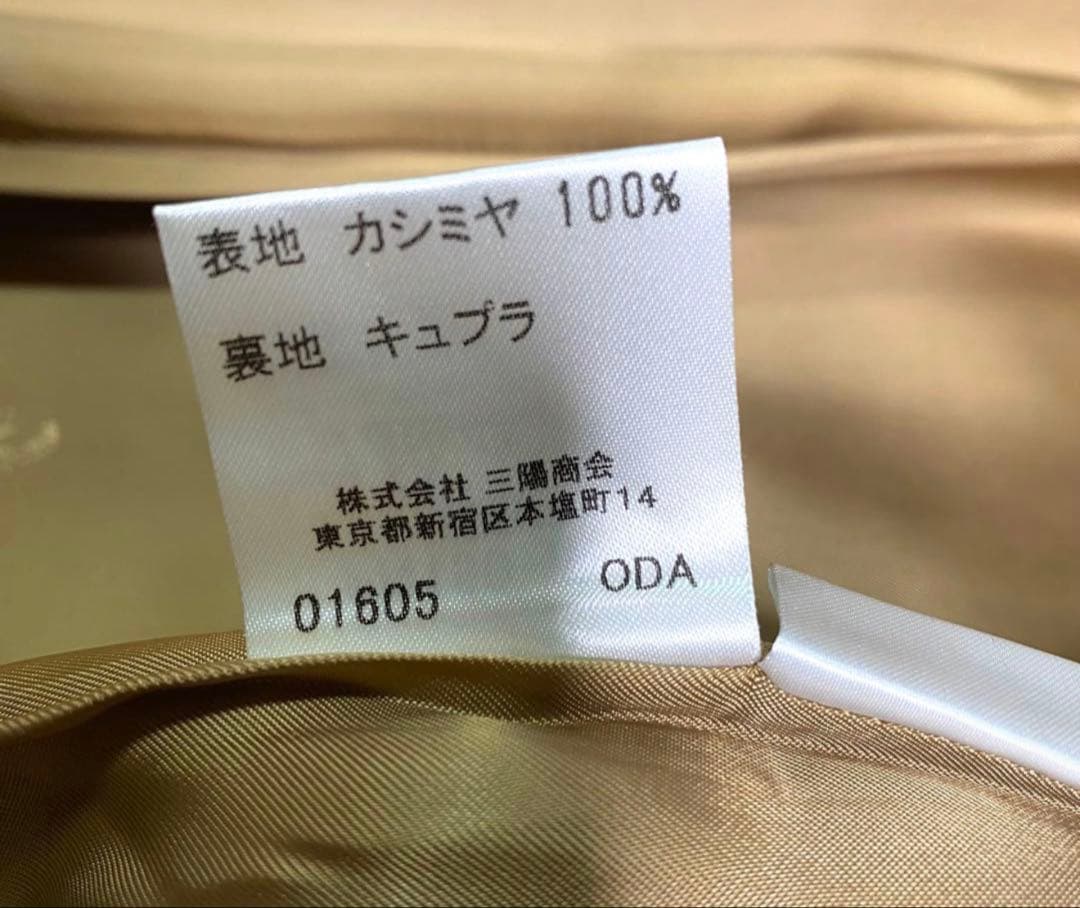 表地 カシミヤ 100%
裏地 キュプラ
株式会社 三陽商会
東京都新宿区本塩町14
01605 ODA